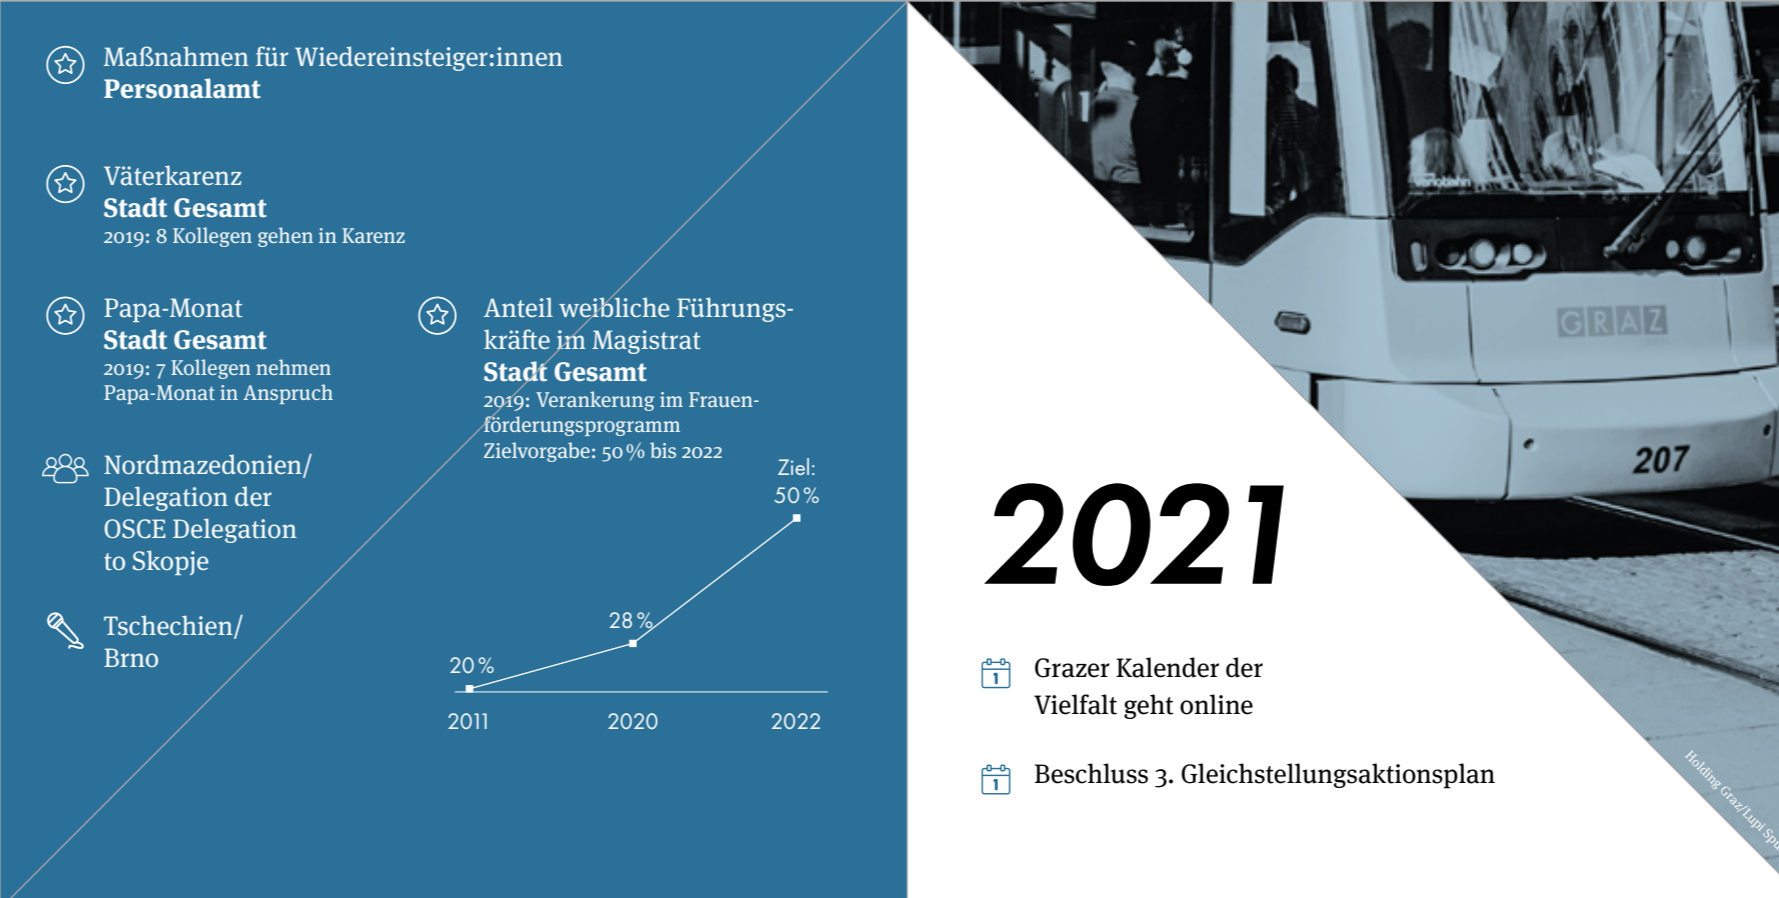 Maßnahmen für Wiedereinsteiger:innen
Personalamt
Väterkarenz
Stadt Gesamt
2019: 8 Kollegen gehen in Karenz
Papa-Monat
Stadt Gesamt
2019: 7 Kollegen nehmen
Papa-Monat in Anspruch
Nordmazedonien/
Delegation der
OSCE Delegation
to Skopje
Tschechien/
Brno
Anteil weibliche Führungs-
kräfte im Magistrat
Stadt Gesamt
2019: Verankerung im Frauen-
förderungsprogramm
Zielvorgabe: 50 % bis 2022
Ziel:
50 %
28 %
20 %
2011 2020 2022
variobahn
GRAZ
207
2021
1 Grazer Kalender der
Vielfalt geht online
1 Beschluss 3. Gleichstellungsaktionsplan
Holding Graz/Lupi